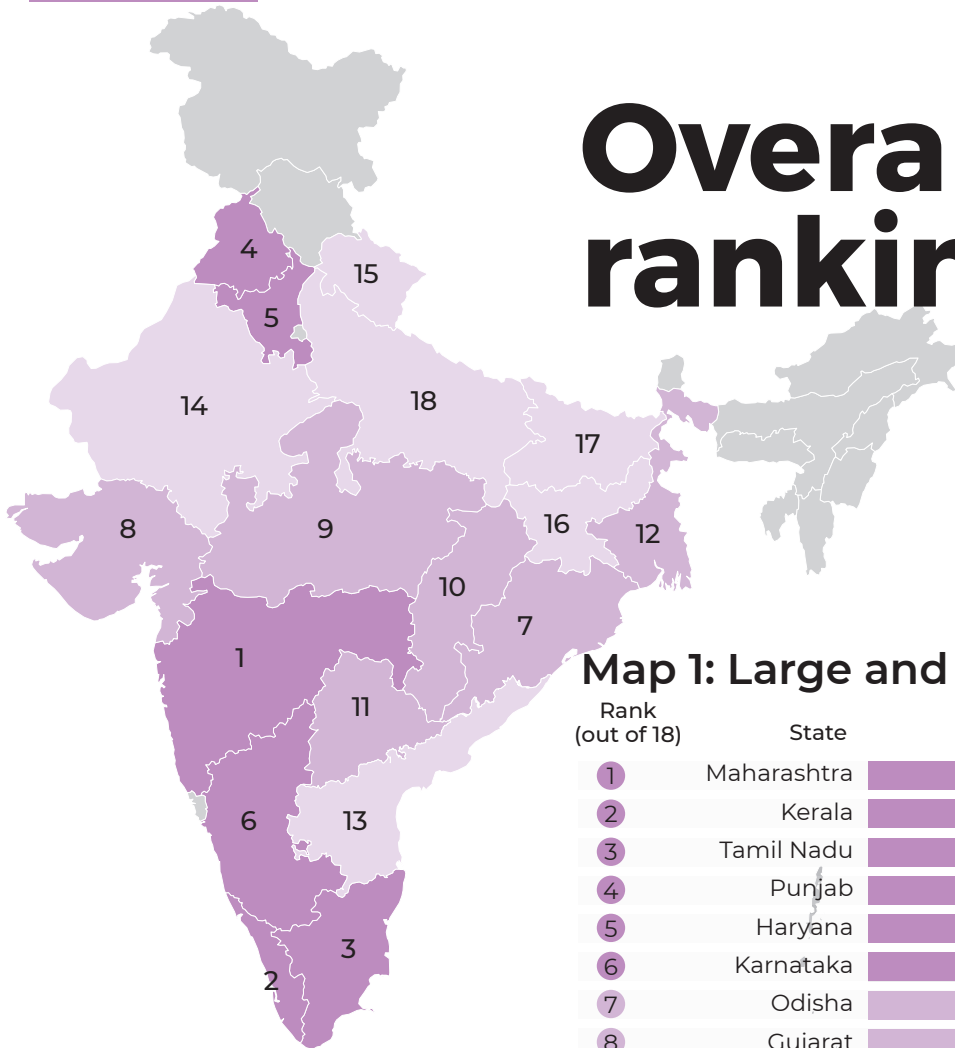 Overa
rankin
4
15
5
14
18
17
8
9
16
12
10
7
1
11
6
13
3
2
Map 1: Large and
Rank
(out of 18)
State
1 Maharashtra
2 Kerala
3 Tamil Nadu
4 Punjab
5 Haryana
6 Karnataka
7 Odisha
8 Gujarat